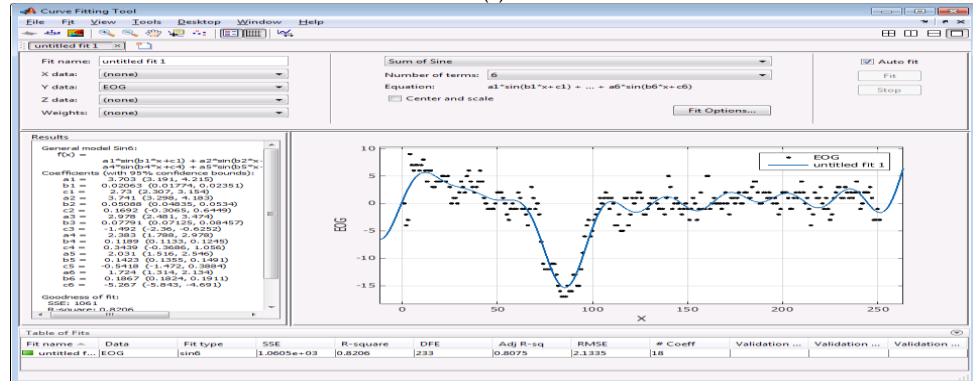 (a)
Curve Fitting Tool
File Fit View Tools Desktop Window Help
untitled fit 1
Fit name: untitled fit 1
X data: (none)
Y data: EOG
Z data: (none)
Weights: (none)
Sum of Sine
Number of terms: 6
Equation: a1*sin(b1*x+c1) + ... + a6*sin(b6*x+c6)
Center and scale
Fit Options...
Auto fit
Fit
Stop
Results
General model Sin6:
f(x) =
a1*sin(b1*x+c1) + a2*sin(b2*x-
a4*sin(b4*x+c4) + a5*sin(b5*x-
Coefficients (with 95% confidence bounds):
a1 = 3.703 (3.191, 4.215)
b1 = 0.02063 (0.01774, 0.02351)
c1 = 2.73 (2.307, 3.154)
a2 = 3.741 (3.298, 4.183)
b2 = 0.05088 (0.04835, 0.0534)
c2 = 0.1692 (-0.3065, 0.6449)
a3 = 2.978 (2.481, 3.474)
b3 = 0.07791 (0.07126, 0.08457)
c3 = -1.492 (-2.36, -0.6252)
a4 = 2.383 (1.788, 2.978)
b4 = 0.1189 (0.1133, 0.1245)
c4 = 0.3439 (-0.3686, 1.056)
a5 = 2.031 (1.516, 2.546)
b5 = 0.1423 (0.1355, 0.1491)
c5 = -0.5418 (-1.472, 0.3884)
a6 = 1.724 (1.314, 2.134)
b6 = 0.1867 (0.1824, 0.1911)
c6 = -5.267 (-5.843, -4.691)
Goodness of fit:
SSE: 1061
R-square: 0.8206
EOG
untitled fit 1
10
5
0
-5
-10
-15
EOG
0 50 100 150 200 250
X
Table of Fits
Fit name Data Fit type SSE R-square DFE Adj R-sq RMSE # Coeff Validation ... Validation ... Validation ...
untitled f... EOG sin6 1.0605e+03 0.8206 233 0.8075 2.1335 18